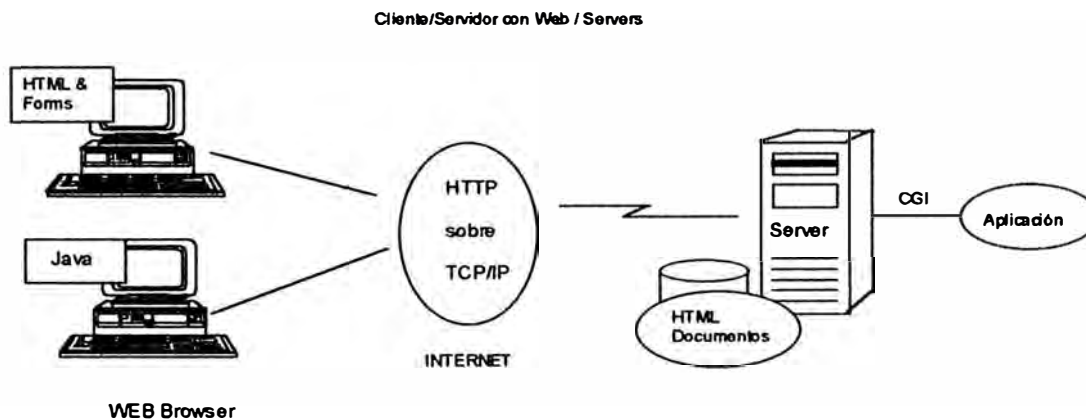 Cliente/Servidor con Web / Servers
HTML &
Forms
Java
WEB Browser
HTTP
sobre
TCP/IP
INTERNET
Server
HTML
Documentos
CGI
Aplicación